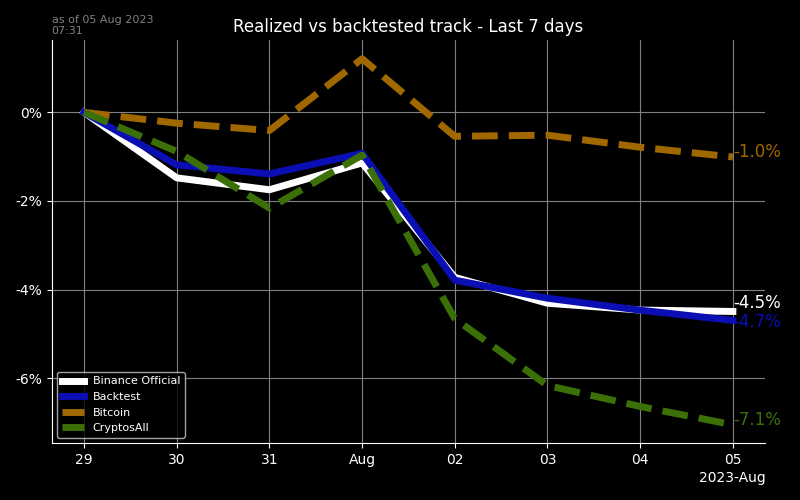 as of 05 Aug 2023
07:31
Realized vs backtested track - Last 7 days
0%
-2%
-4%
-6%
-1.0%
-4.5%
-4.7%
-7.1%
Binance Official
Backtest
Bitcoin
CryptosAll
29 30 31 Aug 02 03 04 05
2023-Aug